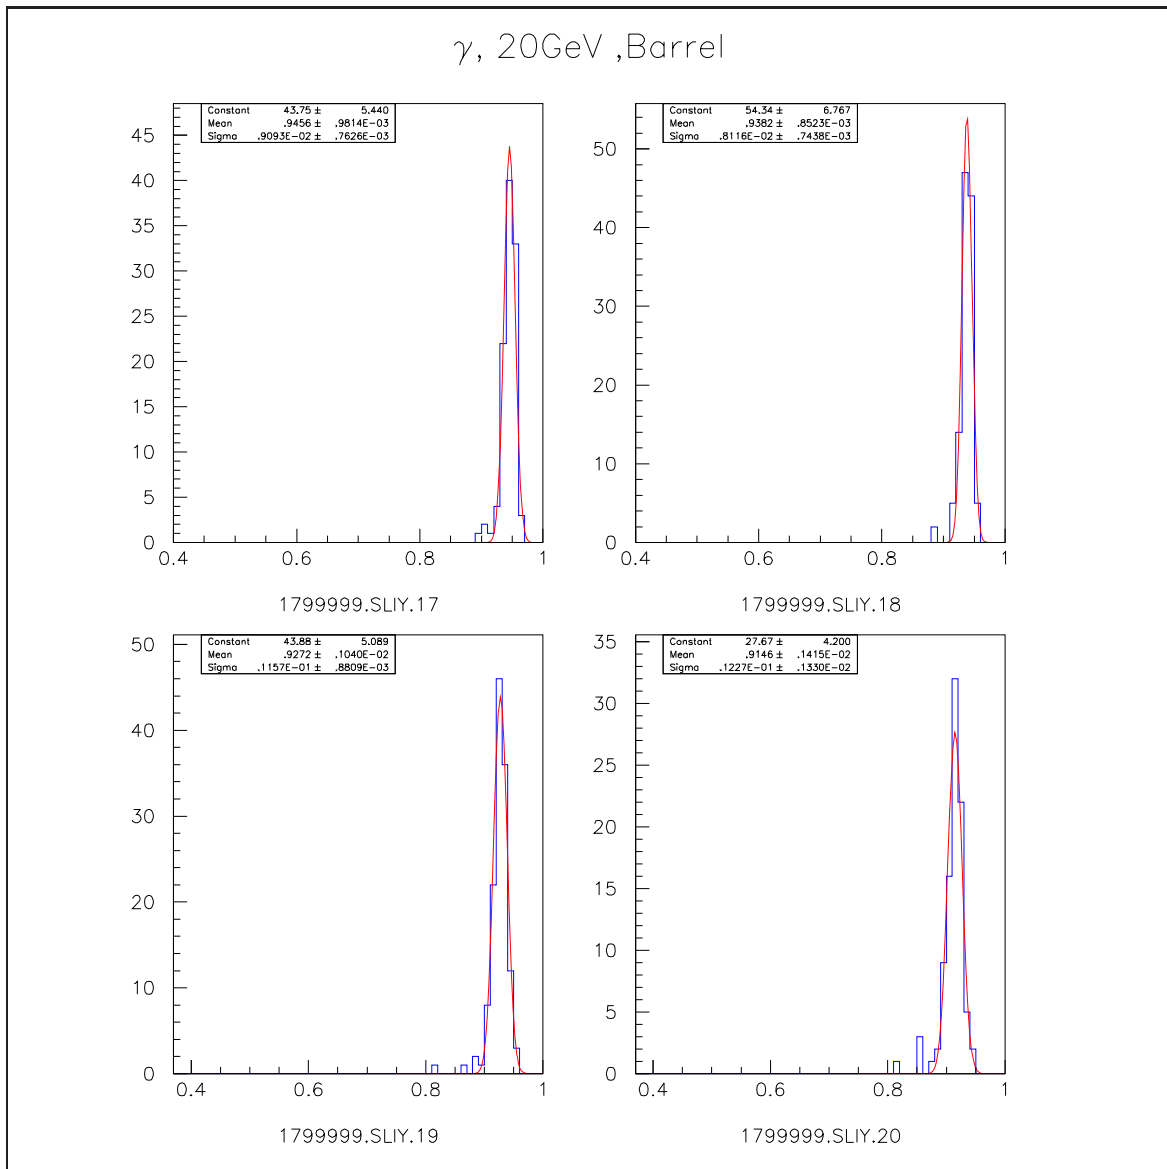 γ, 20GeV ,Barrel
Constant 43.75 ± 5.440
Mean .9456 ± .9814E-03
Sigma .9093E-02 ± .7626E-03
45
40
35
30
25
20
15
10
5
0
0.4 0.6 0.8 1
1799999.SLIY.17
Constant 54.34 ± 6.767
Mean .9382 ± .8523E-03
Sigma .8116E-02 ± .7438E-03
50
40
30
20
10
0
0.4 0.6 0.8 1
1799999.SLIY.18
Constant 43.88 ± 5.089
Mean .9272 ± .1040E-02
Sigma .1157E-01 ± .8809E-03
50
40
30
20
10
0
0.4 0.6 0.8 1
1799999.SLIY.19
Constant 27.67 ± 4.200
Mean .9146 ± .1415E-02
Sigma .1227E-01 ± .1330E-02
35
30
25
20
15
10
5
0
0.4 0.6 0.8 1
1799999.SLIY.20